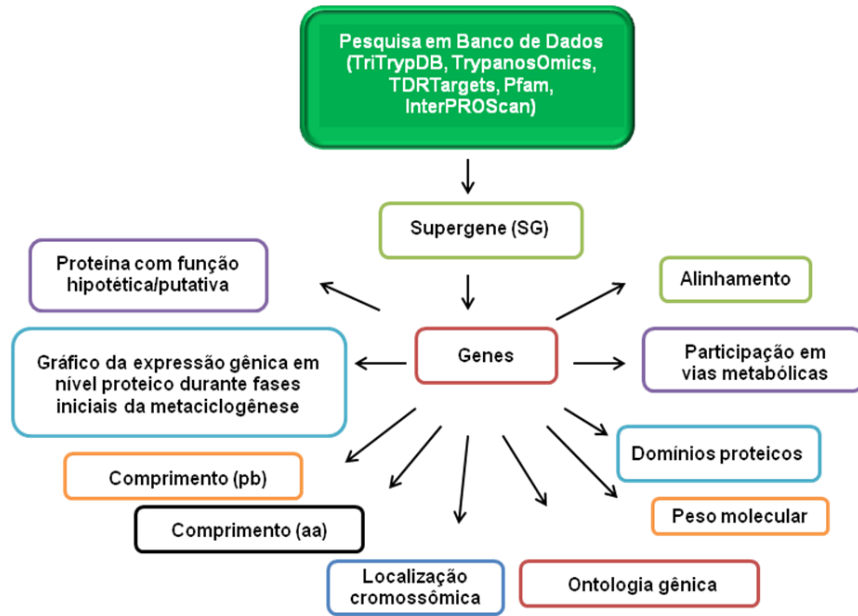 Pesquisa em Banco de Dados
(TriTrypDB, TrypanosOmics,
TDRTargets, Pfam,
InterPROScan)
Supergene (SG)
Proteína com função
hipotética/putativa
Alinhamento
Gráfico da expressão gênica em
nível proteico durante fases
iniciais da metaciclogênese
Genes
Participação em
vias metabólicas
Comprimento (pb)
Domínios proteicos
Comprimento (aa)
Peso molecular
Localização
cromossômica
Ontologia gênica